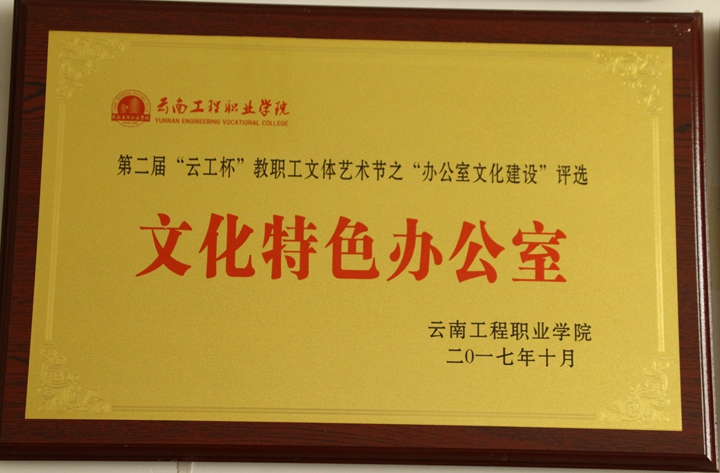 云南工程职业学院
YUNNAN ENGINEERING VOCATIONAL COLLEGE
第二届“云工杯”教职工文体艺术节之“办公室文化建设”评选
文化特色办公室
云南工程职业学院
二〇一七年十月